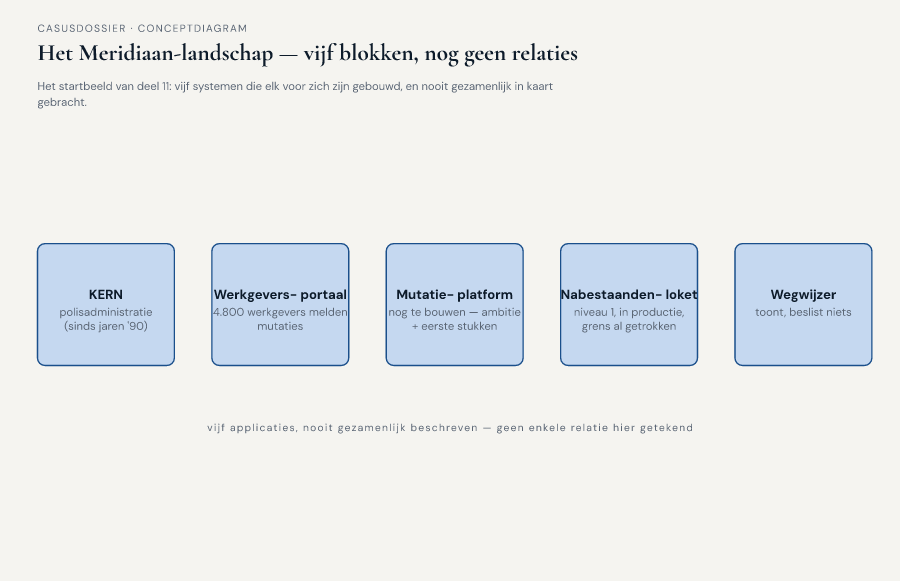 CASUSDOSSIER · CONCEPTDIAGRAM
Het Meridiaan-landschap — vijf blokken, nog geen relaties
Het startbeeld van deel 11: vijf systemen die elk voor zich zijn gebouwd, en nooit gezamenlijk in kaart
gebracht.
KERN
polisadministratie
(sinds jaren '90)
Werkgevers- portaal
4.800 werkgevers melden
mutaties
Mutatie- platform
nog te bouwen — ambitie
+ eerste stukken
Nabestaanden- loket
niveau 1, in productie,
grens al getrokken
Wegwijzer
toont, beslist niets
vijf applicaties, nooit gezamenlijk beschreven — geen enkele relatie hier getekend